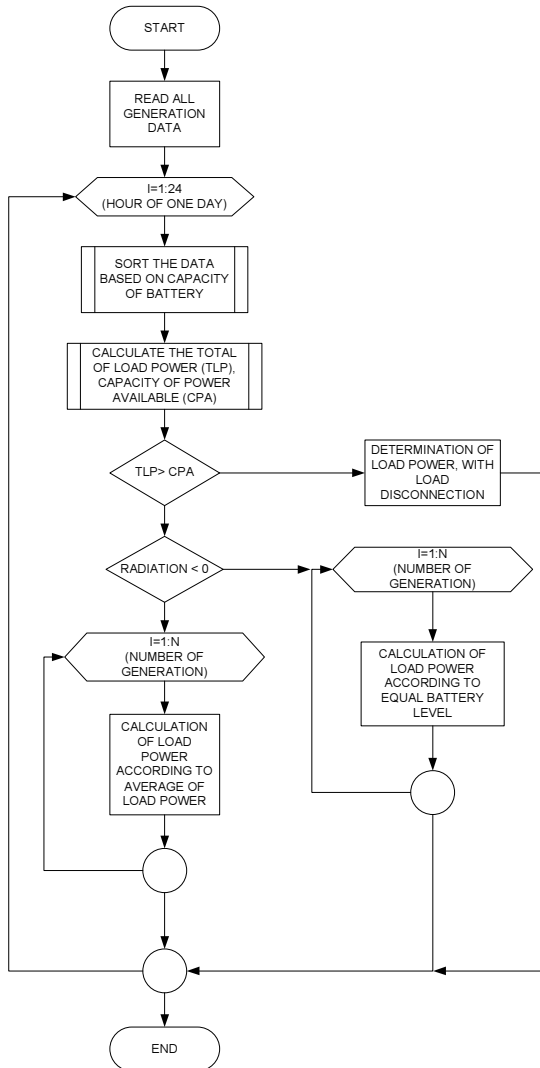 START
READ ALL
GENERATION
DATA
I=1:24
(HOUR OF ONE DAY)
SORT THE DATA
BASED ON CAPACITY
OF BATTERY
CALCULATE THE TOTAL
OF LOAD POWER (TLP),
CAPACITY OF POWER
AVAILABLE (CPA)
TLP> CPA
DETERMINATION OF
LOAD POWER, WITH
LOAD
DISCONNECTION
RADIATION < 0
I=1:N
(NUMBER OF
GENERATION)
CALCULATION OF
LOAD POWER
ACCORDING TO
EQUAL BATTERY
LEVEL
I=1:N
(NUMBER OF
GENERATION)
CALCULATION
OF LOAD
POWER
ACCORDING TO
AVERAGE OF
LOAD POWER
END